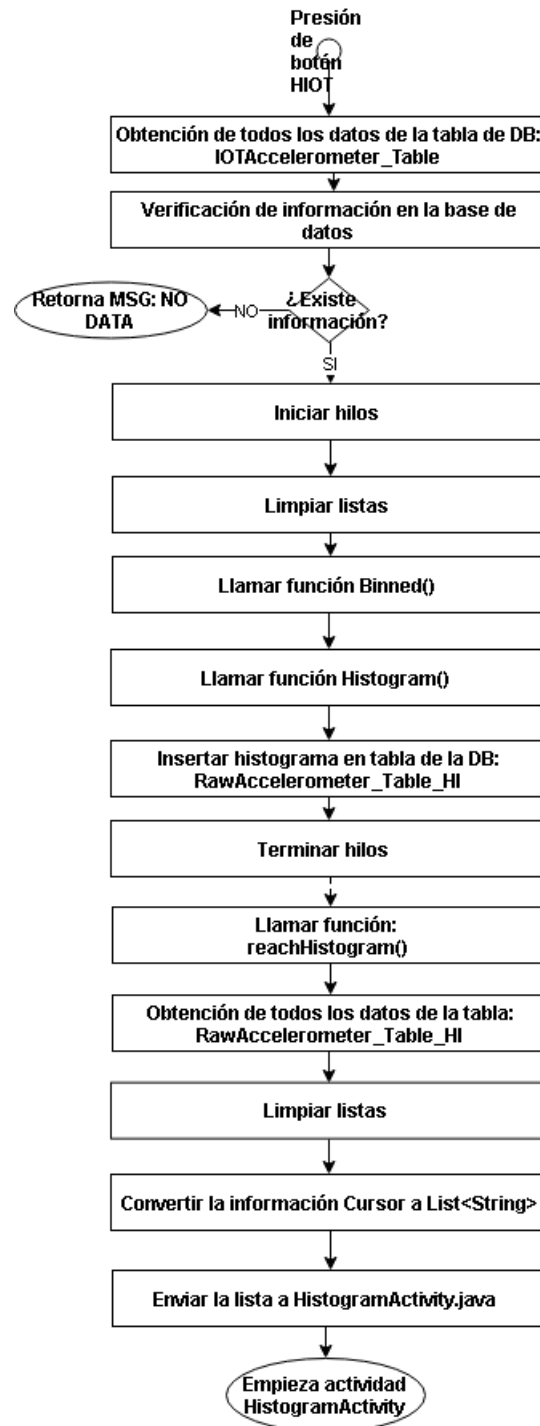 Presión
de
botón
HIOT
Obtención de todos los datos de la tabla de DB:
IOTAccelerometer_Table
Verificación de información en la base de
datos
¿Existe
información?
NO
Retorna MSG: NO
DATA
SI
Iniciar hilos
Limpiar listas
Llamar función Binned()
Llamar función Histogram()
Insertar histograma en tabla de la DB:
RawAccelerometer_Table_HI
Terminar hilos
Llamar función:
reachHistogram()
Obtención de todos los datos de la tabla:
RawAccelerometer_Table_HI
Limpiar listas
Convertir la información Cursor a List<String>
Enviar la lista a HistogramActivity.java
Empieza actividad
HistogramActivity